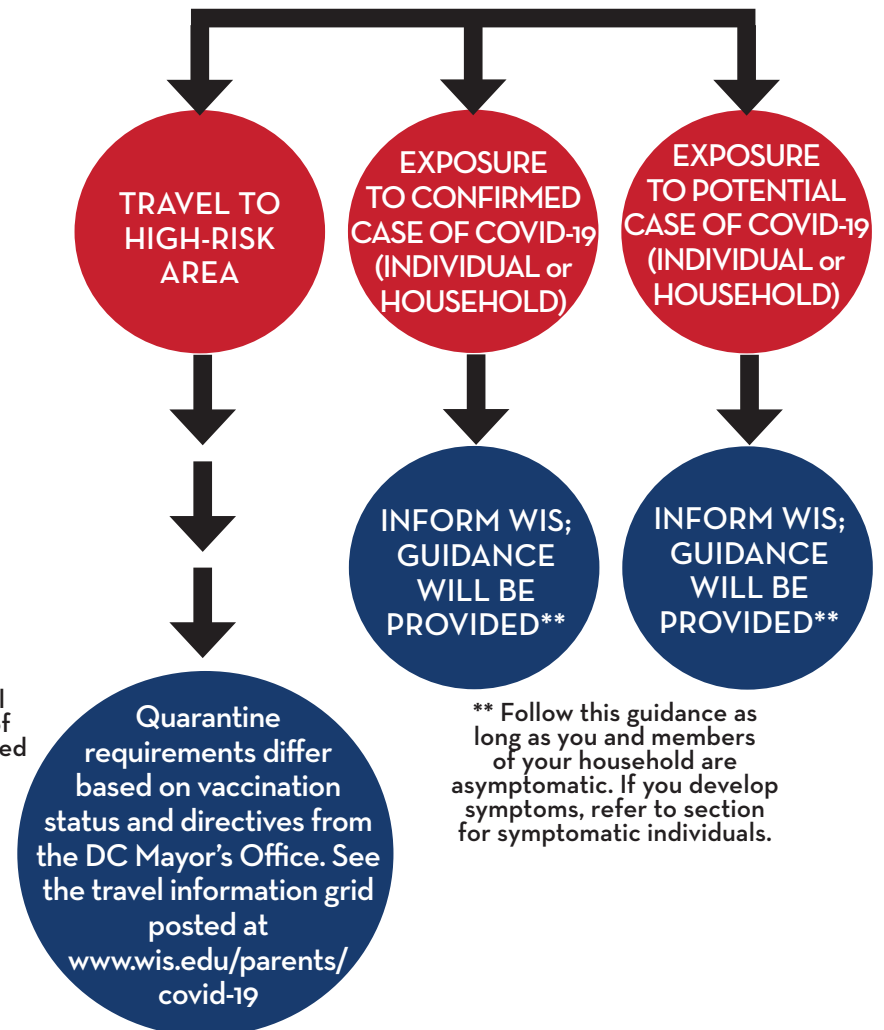 TRAVEL TO
HIGH-RISK
AREA
EXPOSURE
TO CONFIRMED
CASE OF COVID-19
(INDIVIDUAL or
HOUSEHOLD)
EXPOSURE
TO POTENTIAL
CASE OF COVID-19
(INDIVIDUAL or
HOUSEHOLD)
INFORM WIS;
GUIDANCE
WILL BE
PROVIDED**
INFORM WIS;
GUIDANCE
WILL BE
PROVIDED**
Quarantine
requirements differ
based on vaccination
status and directives from
the DC Mayor's Office. See
the travel information grid
posted at
www.wis.edu/parents/
covid-19
** Follow this guidance as
long as you and members
of your household are
asymptomatic. If you develop
symptoms, refer to section
for symptomatic individuals.